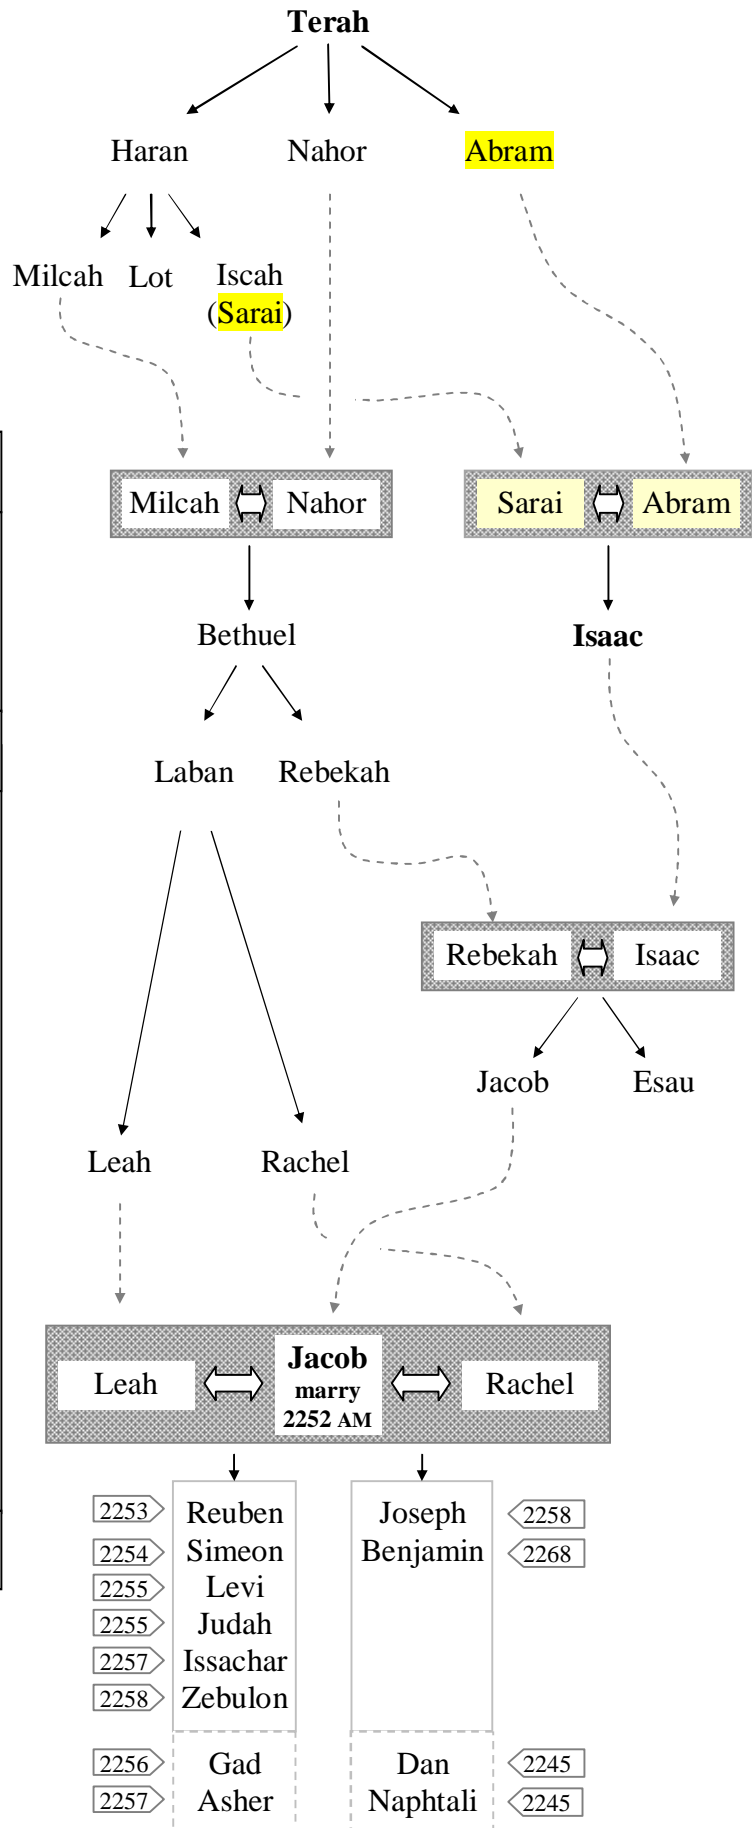 Terah
Haran Nahor Abram
Milcah Lot Iscah
(Sarai)
Milcah Nahor Sarai Abram
Bethuel Isaac
Laban Rebekah
Rebekah Isaac
Jacob Esau
Leah Rachel
Leah Jacob Rachel
marry
2252 AM
2253 Reuben Joseph 2258
2254 Simeon Benjamin 2268
2255 Levi
2255 Judah
2257 Issachar
2258 Zebulon
2256 Gad Dan 2245
2257 Asher Naphtali 2245